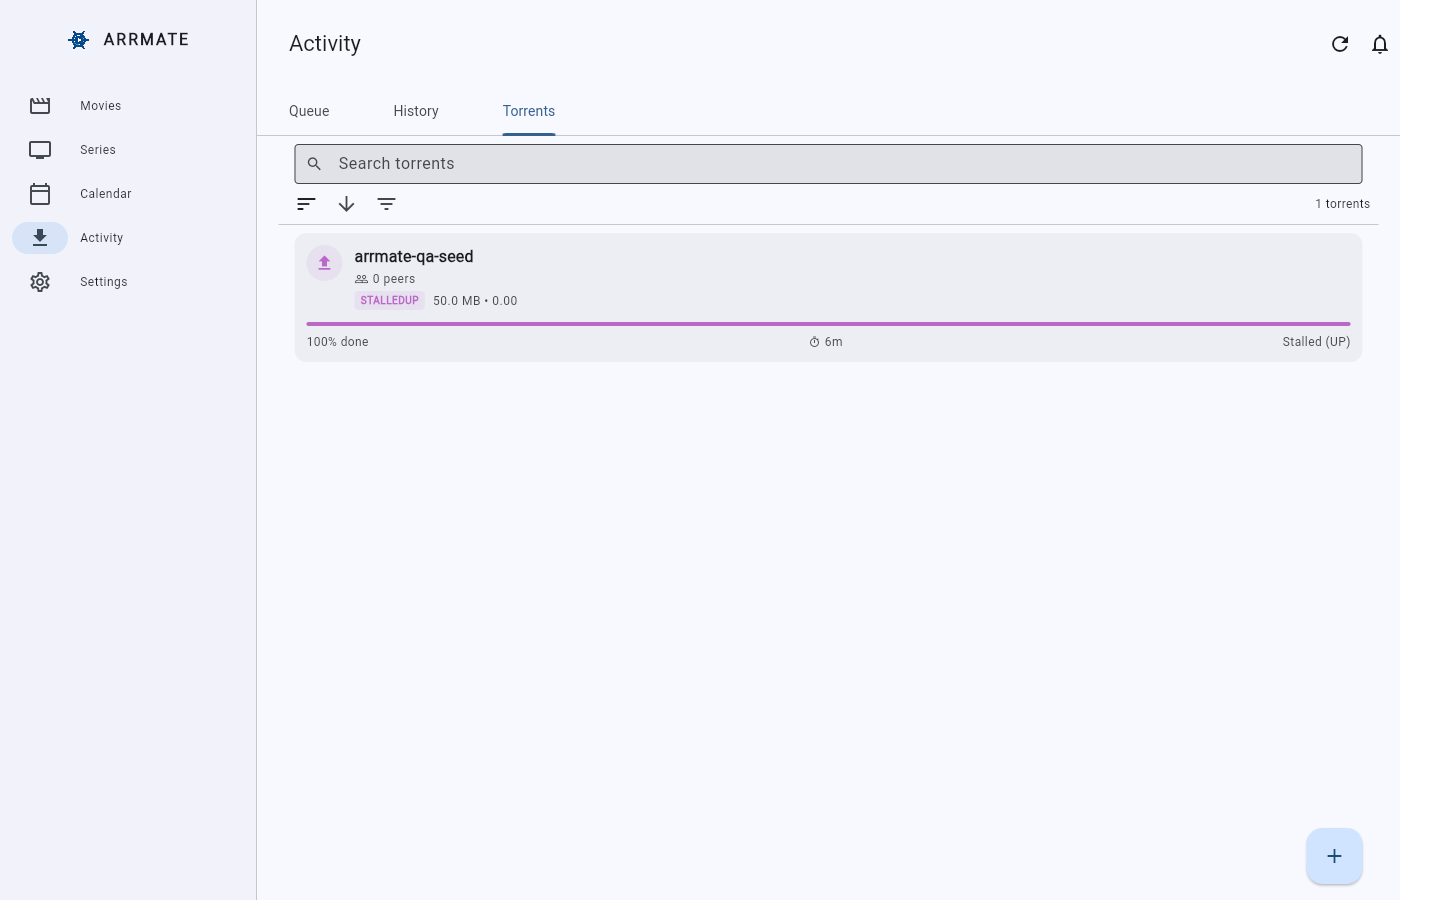 ARRMATE
Movies
Series
Calendar
Activity
Settings
Activity
Queue
History
Torrents
Search torrents
1 torrents
arrmate-qa-seed
0 peers
STALLEDUP 50.0 MB • 0.00
100% done
6m
Stalled (UP)